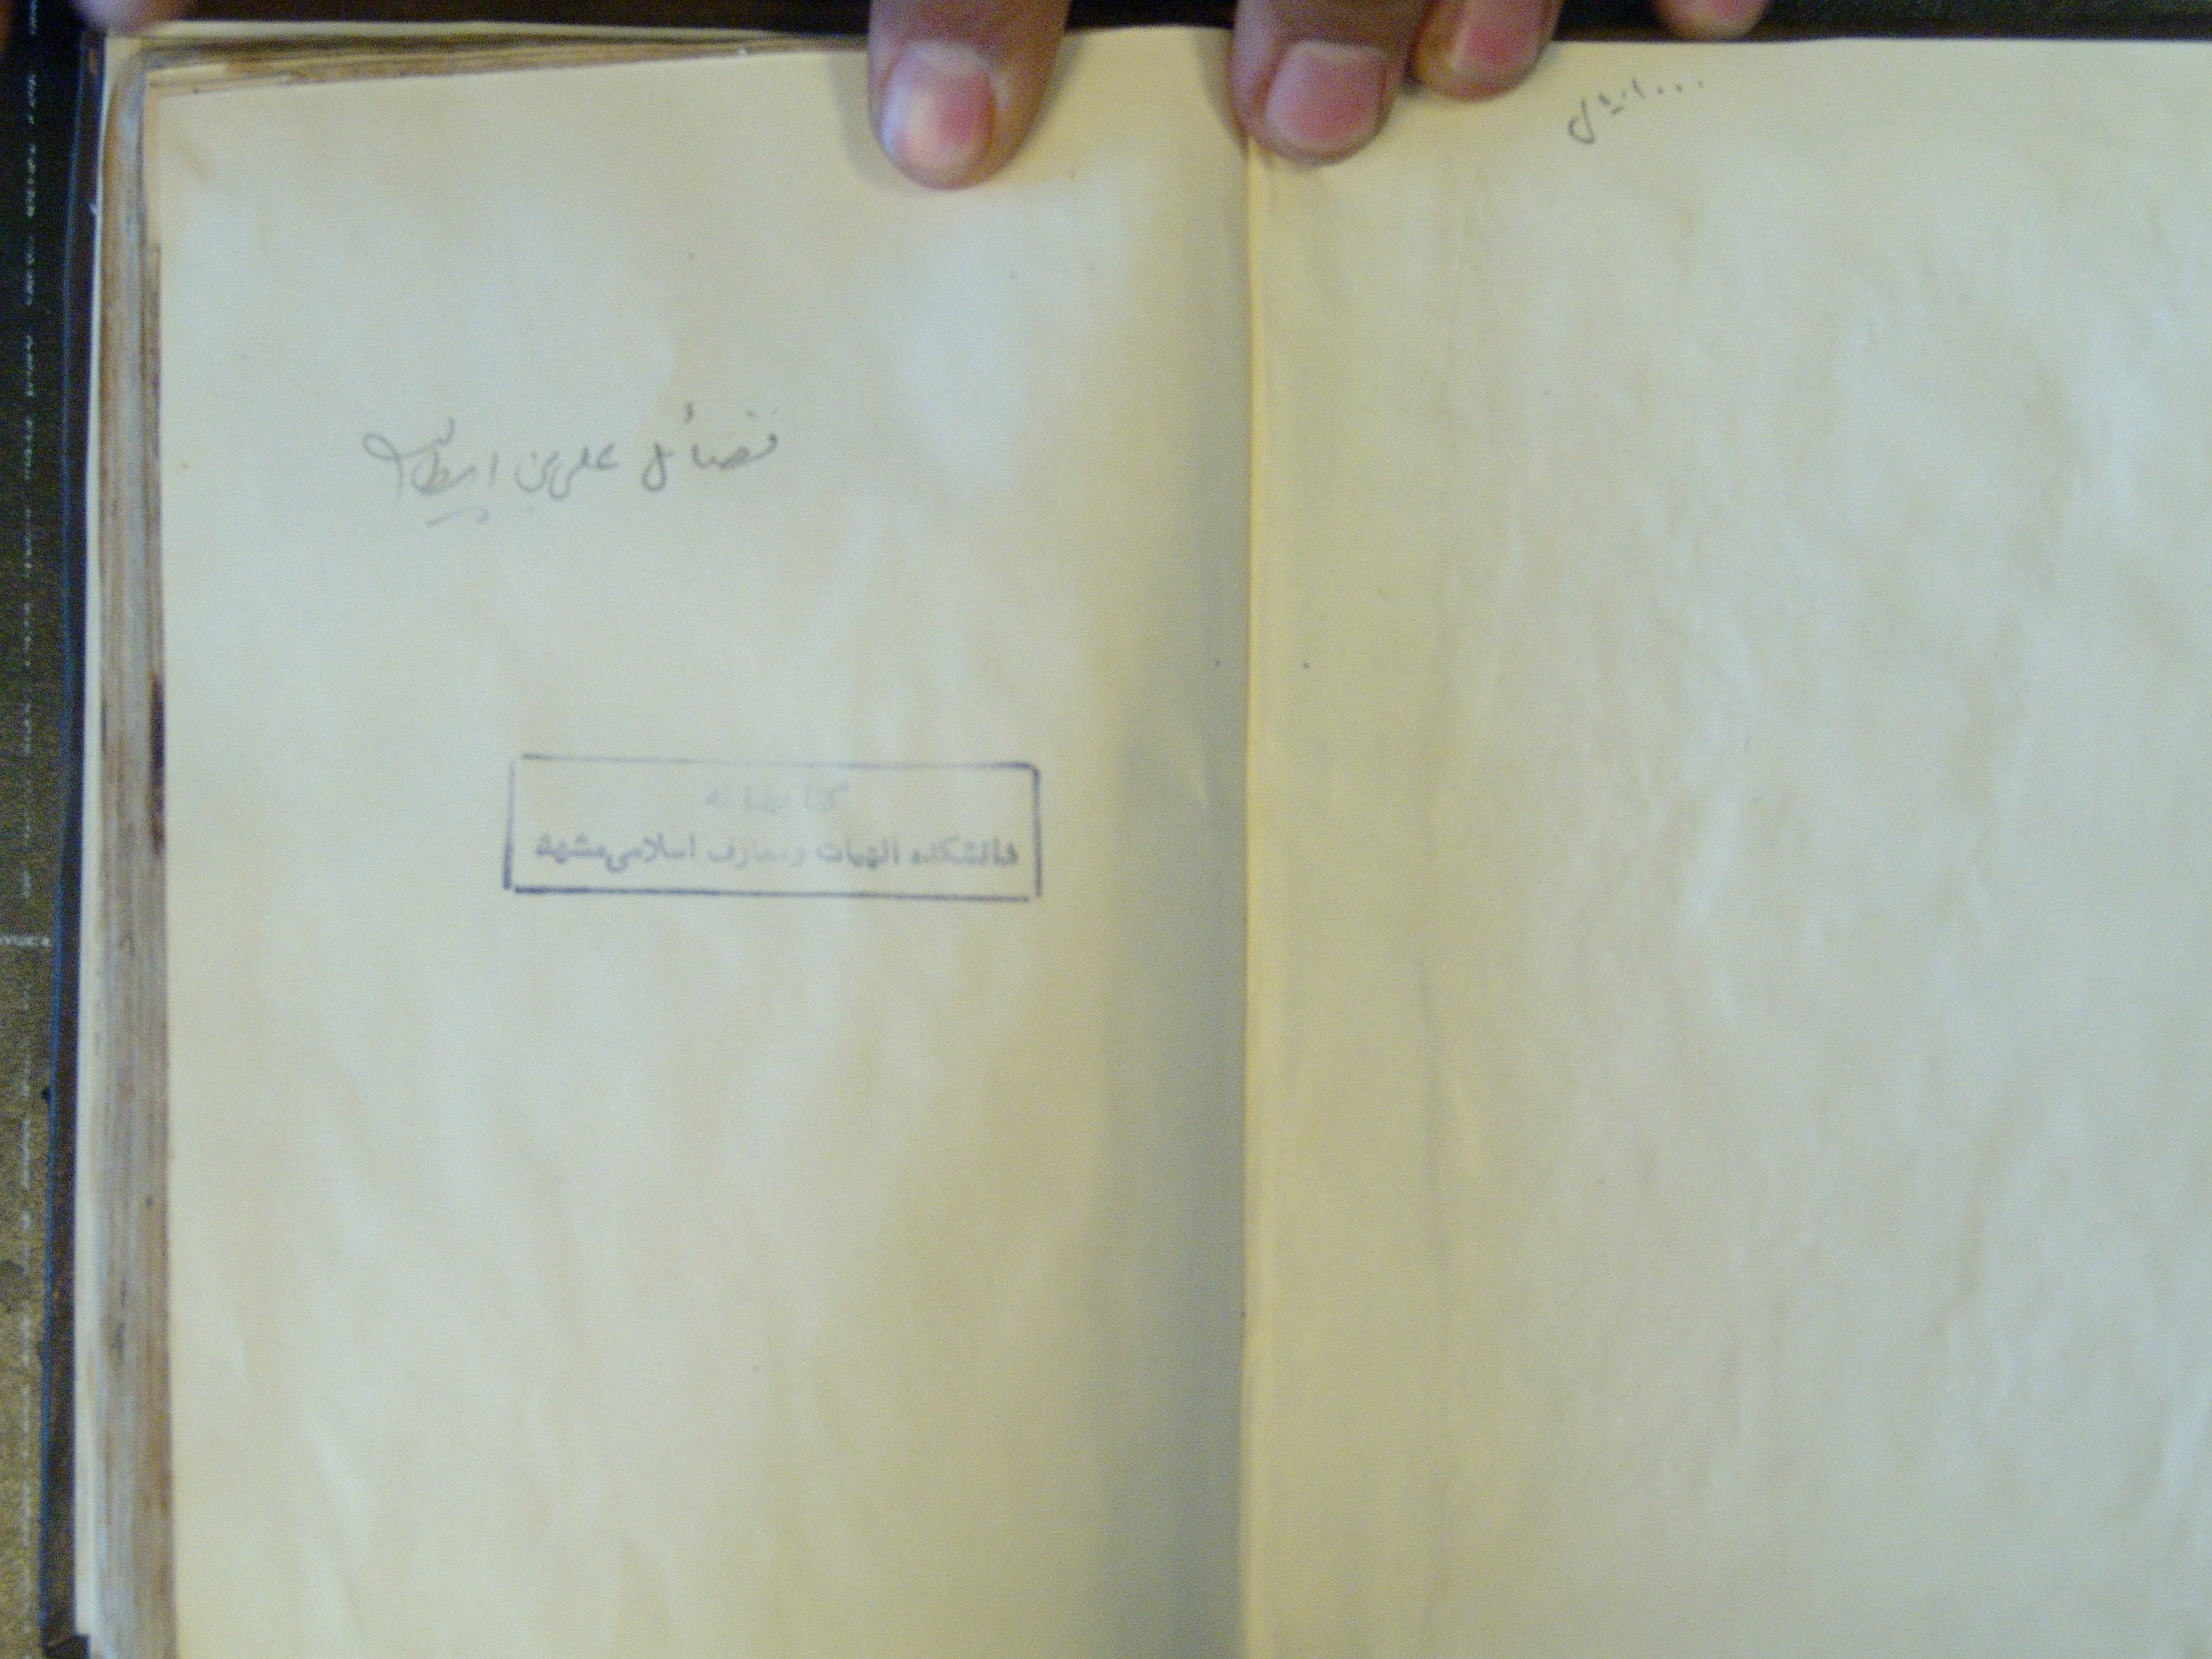 فضائل علی بن ابیطالب
کتابخانه
دانشکده الهیات و معارف اسلامی مشهد